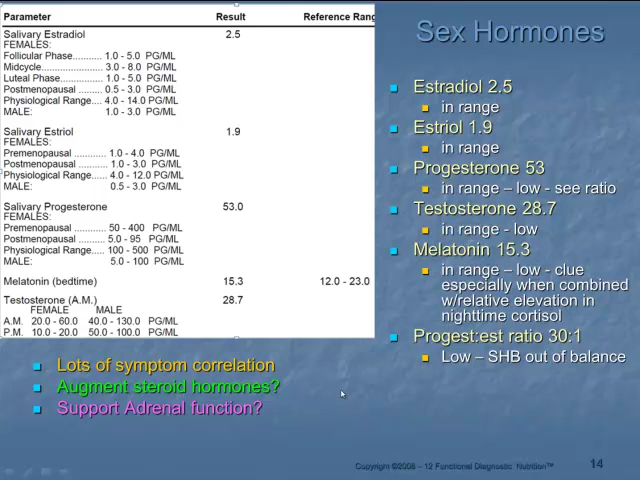 Parameter Result Reference Rang
Salivary Estradiol 2.5
FEMALES:
Follicular Phase........... 1.0 - 5.0 PG/ML
Midcycle....................... 3.0 - 8.0 PG/ML
Luteal Phase................ 1.0 - 5.0 PG/ML
Postmenopausal ......... 0.5 - 3.0 PG/ML
Physiological Range.... 4.0 - 14.0 PG/ML
MALE: 1.0 - 3.0 PG/ML
Salivary Estriol 1.9
FEMALES:
Premenopausal ............ 1.0 - 4.0 PG/ML
Postmenopausal .......... 1.0 - 3.0 PG/ML
Physiological Range...... 4.0 - 12.0 PG/ML
MALE: 0.5 - 3.0 PG/ML
Salivary Progesterone 53.0
FEMALES:
Premenopausal ............ 50 - 400 PG/ML
Postmenopausal .......... 5.0 - 95 PG/ML
Physiological Range..... 100 - 500 PG/ML
MALE: 5.0 - 100 PG/ML
Melatonin (bedtime) 15.3 12.0 - 23.0
Testosterone (A.M.) 28.7
FEMALE MALE
A.M. 20.0 - 60.0 40.0 - 130.0 PG/ML
P.M. 10.0 - 20.0 50.0 - 100.0 PG/ML
Sex Hormones
Estradiol 2.5
in range
Estriol 1.9
in range
Progesterone 53
in range – low - see ratio
Testosterone 28.7
in range - low
Melatonin 15.3
in range – low - clue
especially when combined
w/relative elevation in
nighttime cortisol
Progest:est ratio 30:1
Low – SHB out of balance
Lots of symptom correlation
Augment steroid hormones?
Support Adrenal function?
Copyright ©2008 – 12 Functional Diagnostic Nutrition™ 14